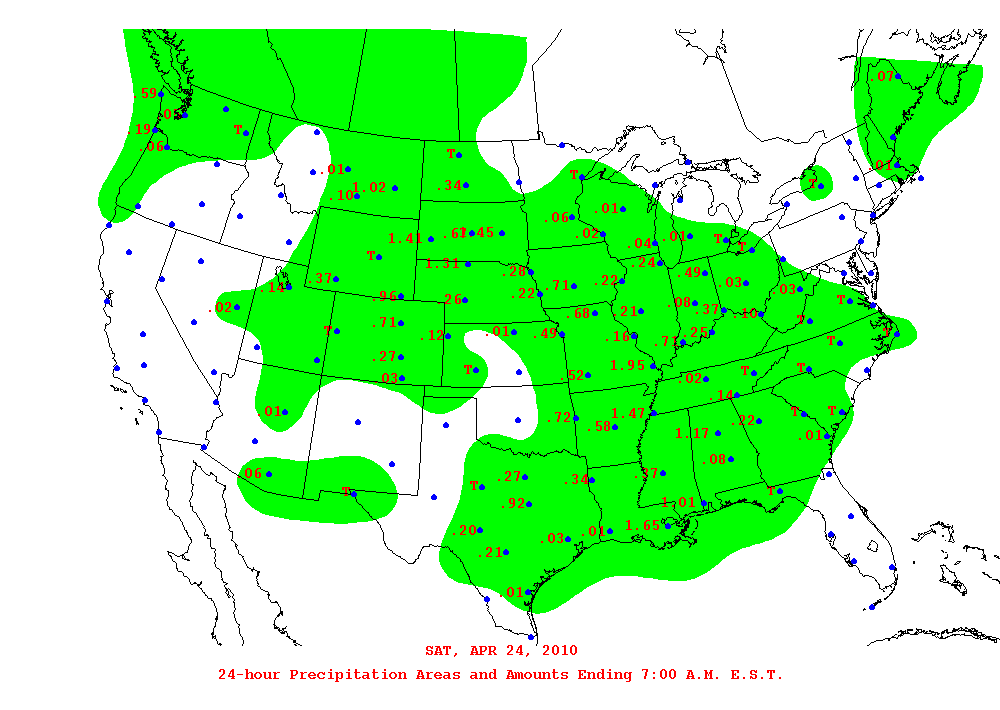 .07
.59
.05
.19
T
.06
T
.01
.01
T
.34
T
1.02
.10
.01
.06
.02
1.41
T .45
.04
.01
T
T
T
1.31
.24
.28
.49
.37
.14
.71
.22
.03
.03
.96
.26
.22
T
.02
.08
.68
.21
.37
.10
.71
T
T
.01
.12
.49
.16
.25
T
.71
T
.27
1.95
T
.03
.52
.02
T
T
.14
.01
.72
.58
1.47
.22
T
T
1.17
.01
.08
.06
.27
.34
.37
T
T
T
.92
1.01
.20
.01
1.65
.03
.21
.01
SAT, APR 24, 2010
24-hour Precipitation Areas and Amounts Ending 7:00 A.M. E.S.T.